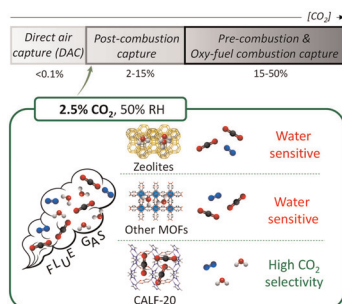 [CO₂]
Direct air
capture (DAC)
Post-combustion
capture
Pre-combustion &
Oxy-fuel combustion capture
<0.1%
2-15%
15-50%
2.5% CO₂, 50% RH
Zeolites
Water
sensitive
Other MOFs
Water
sensitive
FLUE GAS
CALF-20
High CO₂
selectivity